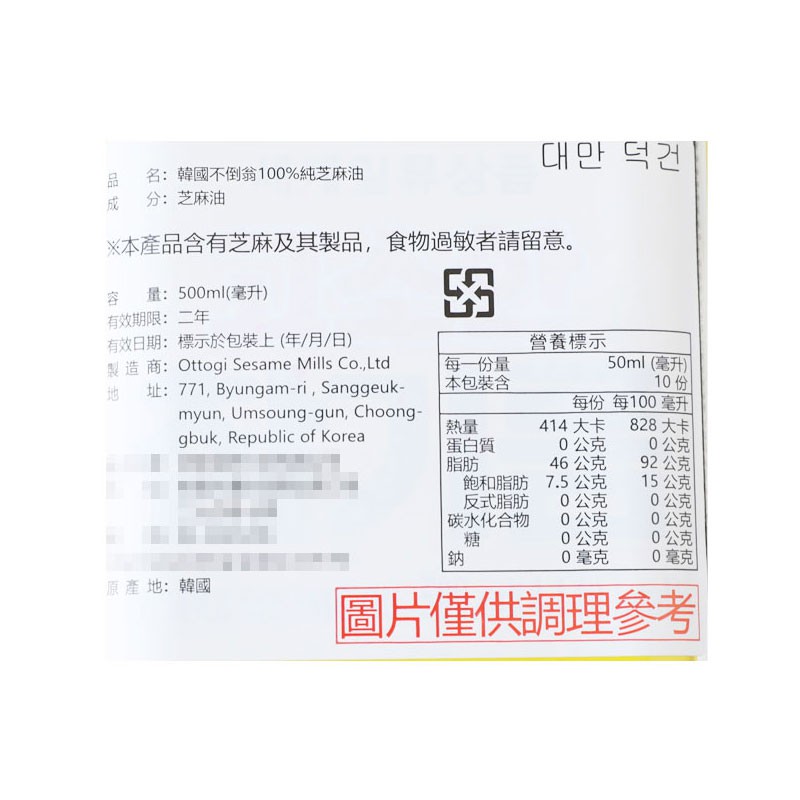 대만 덕건
品 名：韓國不倒翁100%純芝麻油
成 分：芝麻油
※本產品含有芝麻及其製品，食物過敏者請留意。
容 量：500ml(毫升)
有效期限：二年
有效日期：標示於包裝上 (年/月/日)
製 造 商：Ottogi Sesame Mills Co.,Ltd
地 址：771, Byungam-ri , Sanggeuk-
myun, Umsoung-gun, Choong-
gbuk, Republic of Korea
原 產 地：韓國
營養標示
每一份量 50ml (毫升)
本包裝含 10 份
每份 每100 毫升
熱量 414 大卡 828 大卡
蛋白質 0 公克 0 公克
脂肪 46 公克 92 公克
飽和脂肪 7.5 公克 15 公克
反式脂肪 0 公克 0 公克
碳水化合物 0 公克 0 公克
糖 0 公克 0 公克
鈉 0 毫克 0 毫克
圖片僅供調理參考